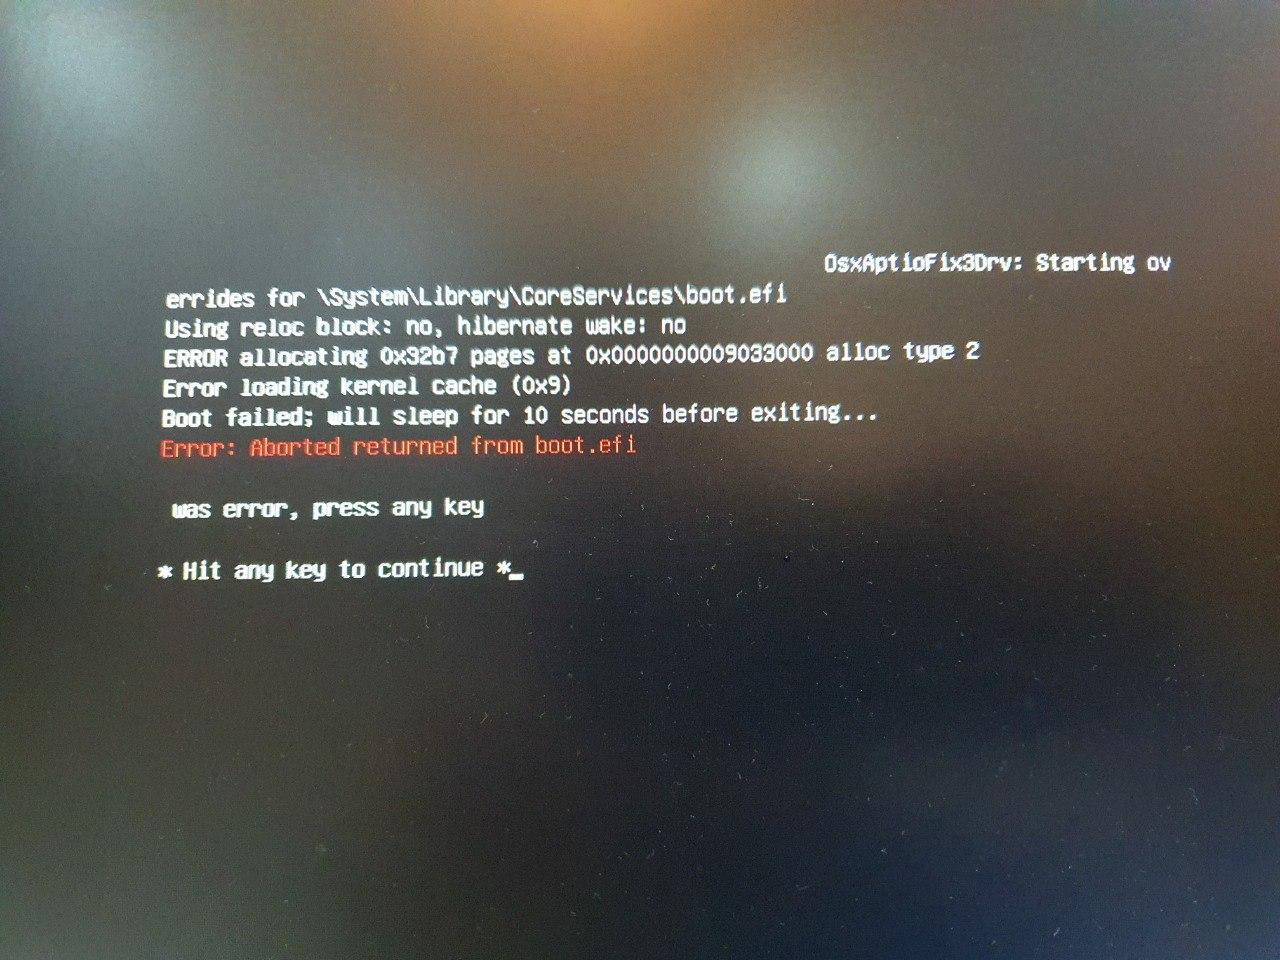 OsxAptioFix3Drv: Starting ov
errides for \System\Library\CoreServices\boot.efi
Using reloc block: no, hibernate wake: no
ERROR allocating 0x32b7 pages at 0x0000000009033000 alloc type 2
Error loading kernel cache (0x9)
Boot failed; will sleep for 10 seconds before exiting...
Error: Aborted returned from boot.efi
was error, press any key
* Hit any key to continue *_